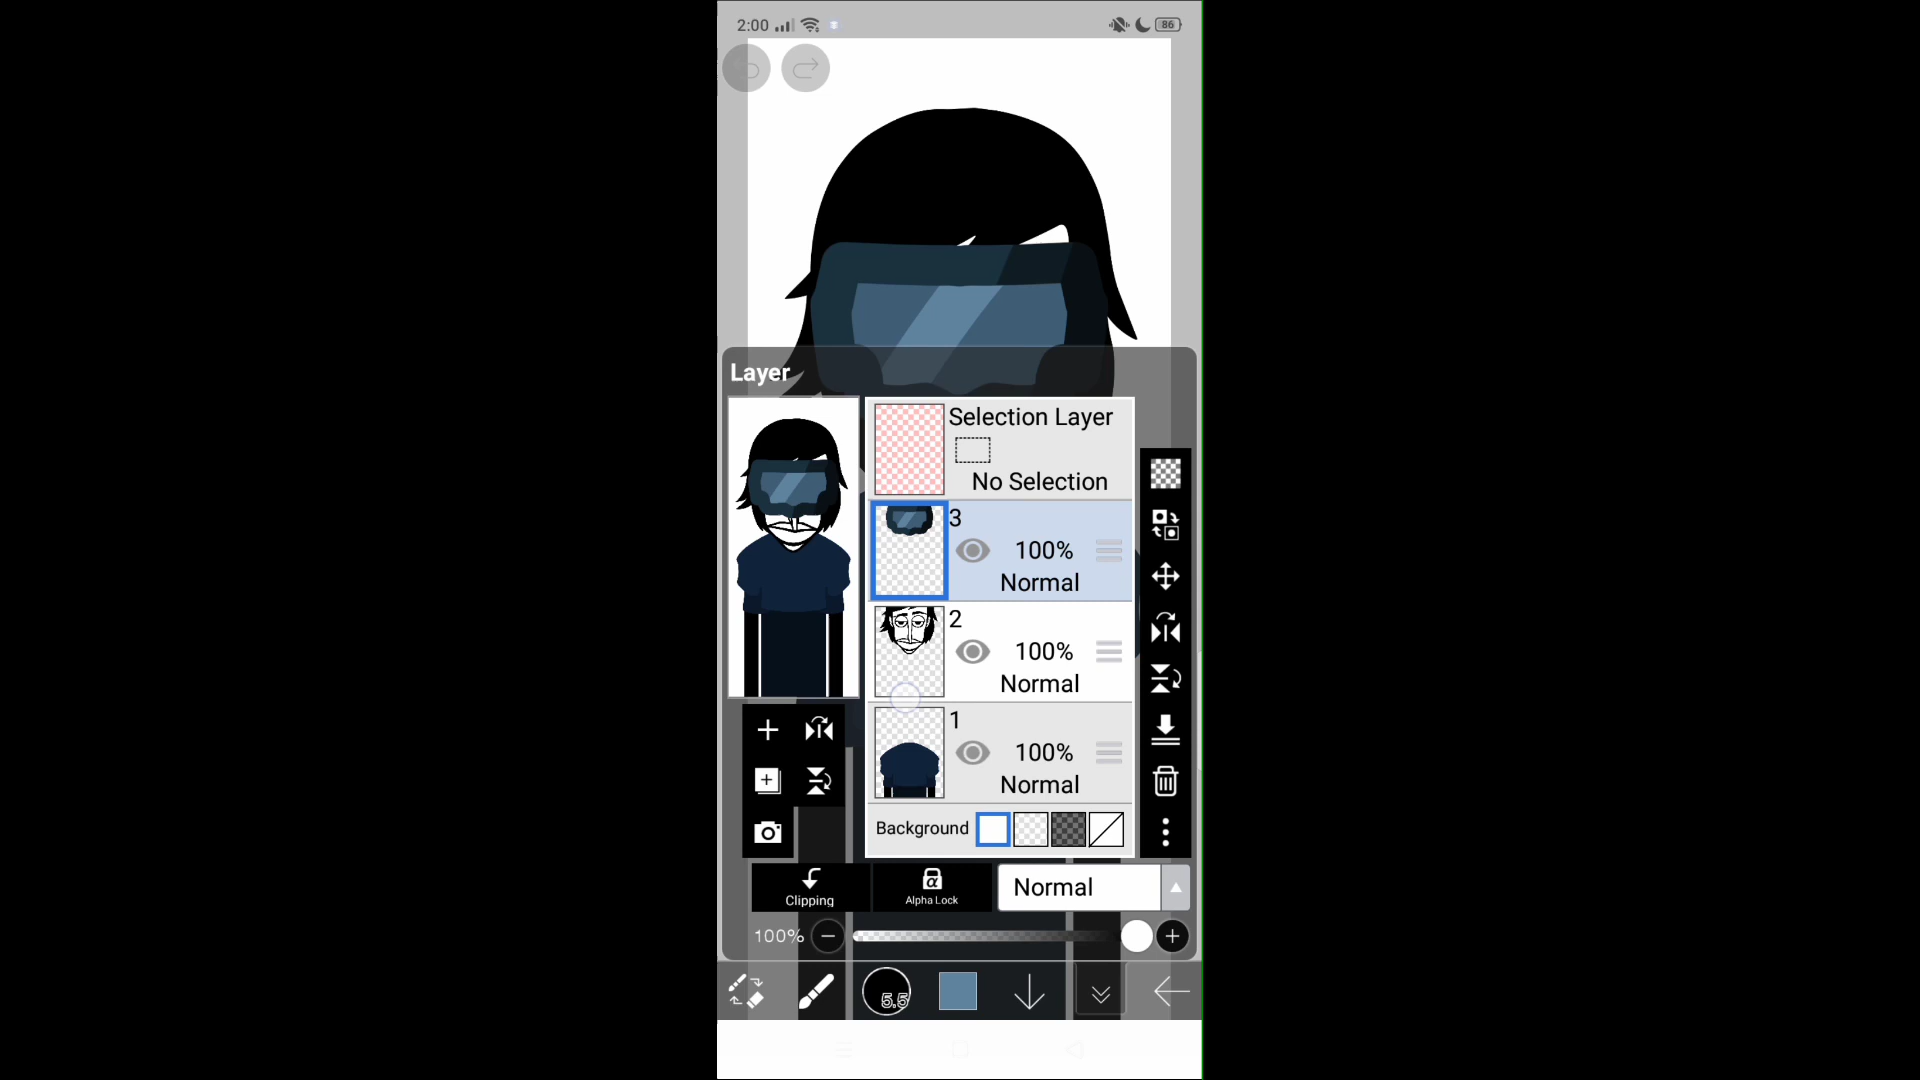 2:00
86
Layer
Selection Layer
No Selection
3
100%
Normal
2
100%
Normal
1
100%
Normal
Background
Clipping
Alpha Lock
Normal
100%
5.5